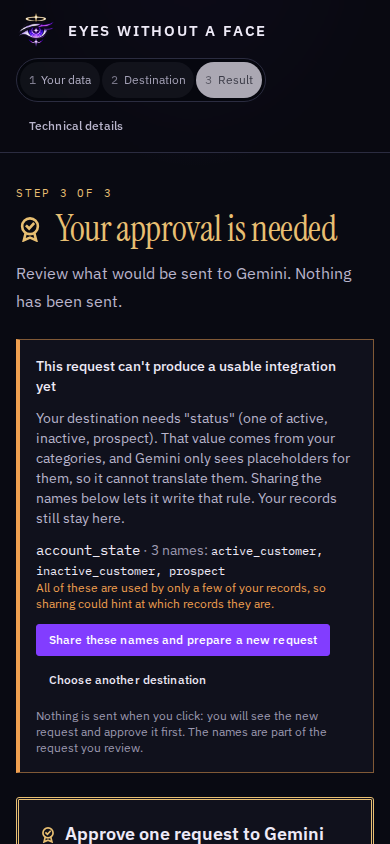 EYES WITHOUT A FACE
1 Your data 2 Destination 3 Result
Technical details
STEP 3 OF 3
Your approval is needed
Review what would be sent to Gemini. Nothing
has been sent.
This request can't produce a usable integration
yet
Your destination needs "status" (one of active,
inactive, prospect). That value comes from your
categories, and Gemini only sees placeholders for
them, so it cannot translate them. Sharing the
names below lets it write that rule. Your records
still stay here.
account_state · 3 names: active_customer,
inactive_customer, prospect
All of these are used by only a few of your records, so
sharing could hint at which records they are.
Share these names and prepare a new request
Choose another destination
Nothing is sent when you click: you will see the new
request and approve it first. The names are part of the
request you review.
Approve one request to Gemini